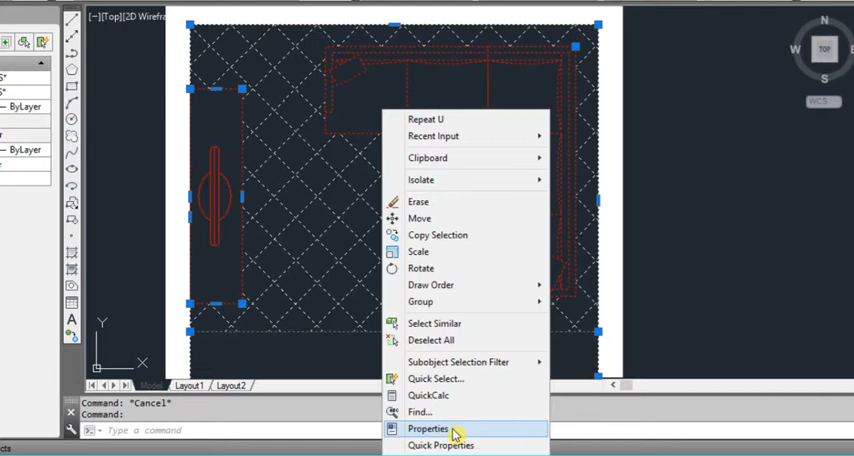 [−][Top][2D Wirefra
N
W
TOP
S
WCS
S*
S*
ByLayer
r
ByLayer
r
Repeat U
Recent Input
Clipboard
Isolate
Erase
Move
Copy Selection
Scale
Rotate
Draw Order
Group
Select Similar
Deselect All
Subobject Selection Filter
Quick Select...
QuickCalc
Find...
Properties
Quick Properties
A
Y
X
Model Layout1 Layout2
Command: *Cancel*
Command:
Type a command
cts